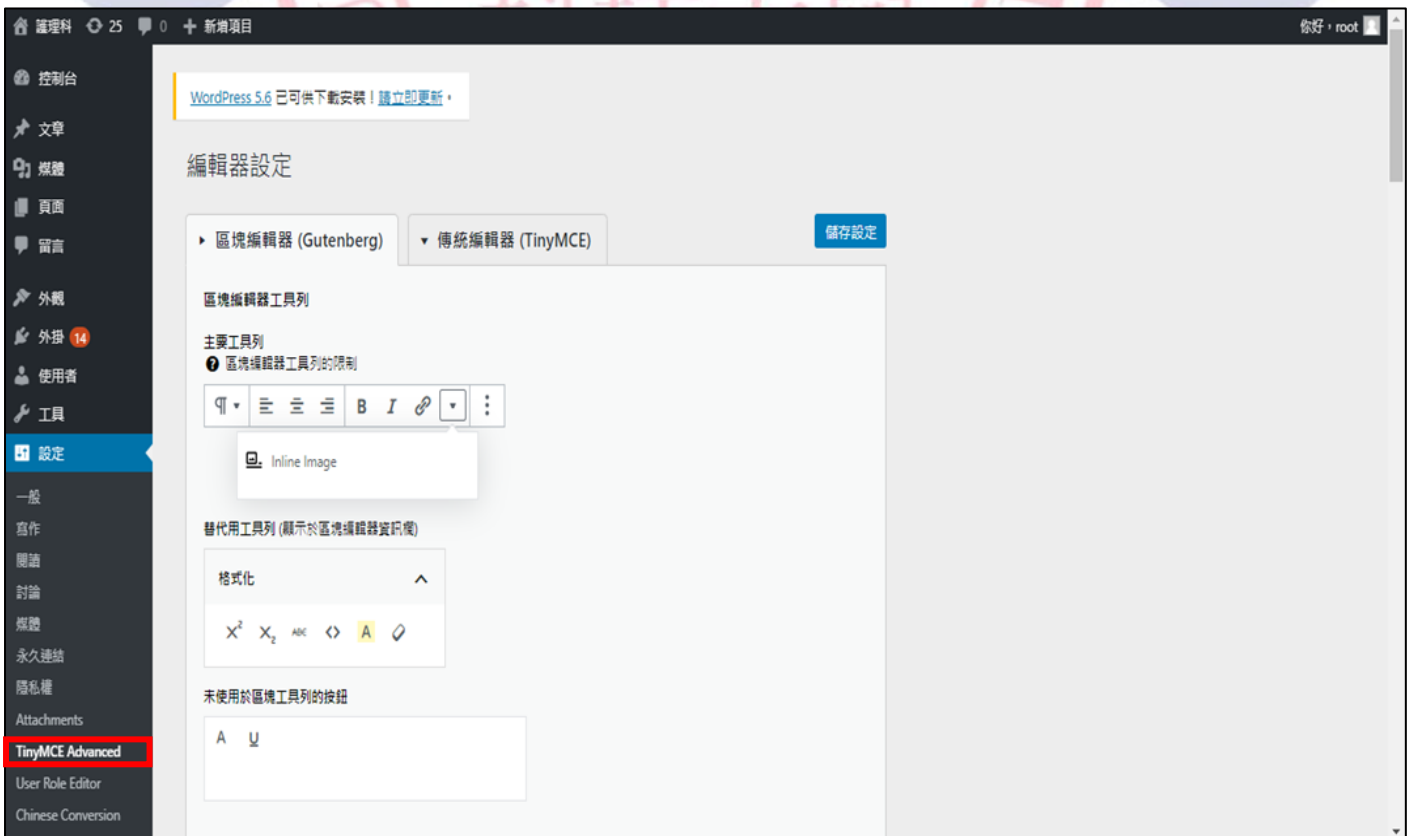 護理科 25 0 新增項目 你好，root
控制台
文章
媒體
頁面
留言
外觀
外掛 14
使用者
工具
設定
一般
寫作
閱讀
討論
媒體
永久連結
隱私權
Attachments
TinyMCE Advanced
User Role Editor
Chinese Conversion
WordPress 5.6 已可供下載安裝！請立即更新。
編輯器設定
區塊編輯器 (Gutenberg) 傳統編輯器 (TinyMCE) 儲存設定
區塊編輯器工具列
主要工具列
區塊編輯器工具列的限制
B I
Inline Image
替代用工具列 (顯示於區塊編輯器資訊欄)
格式化
X² X₂ ABC <> A
未使用於區塊工具列的按鈕
A U